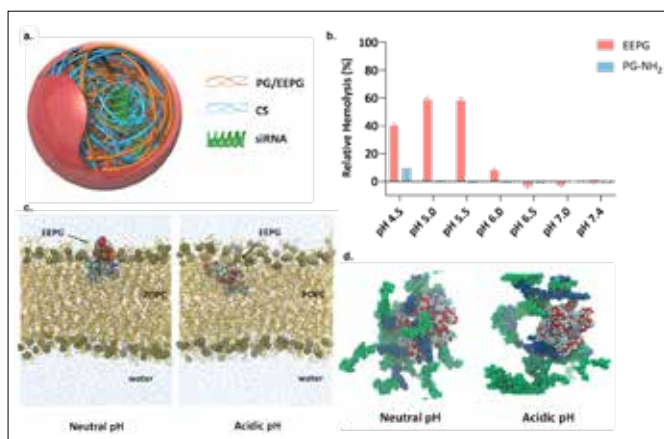 a.
PG/EEPG
CS
siRNA
b.
Relative Hemolysis (%)
100
80
60
40
20
0
EEPG
PG-NH₂
pH 4.5
pH 5.0
pH 5.5
pH 6.0
pH 6.5
pH 7.0
pH 7.4
c.
EEPG
EEPG
POPC
POPC
water
water
Neutral pH
Acidic pH
d.
Neutral pH
Acidic pH